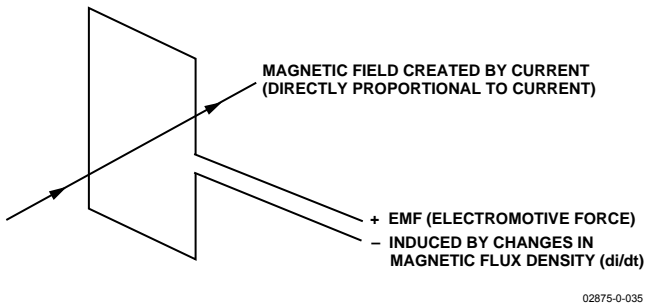 MAGNETIC FIELD CREATED BY CURRENT
(DIRECTLY PROPORTIONAL TO CURRENT)
+ EMF (ELECTROMOTIVE FORCE)
– INDUCED BY CHANGES IN
MAGNETIC FLUX DENSITY (di/dt)
02875-0-035